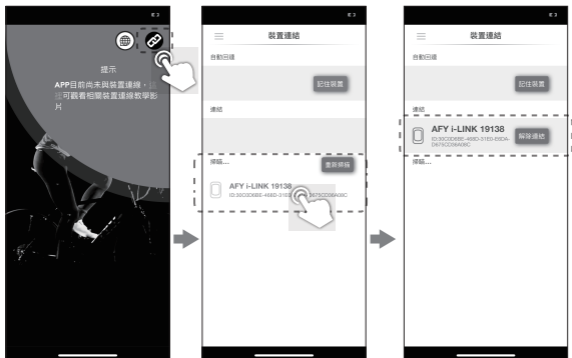 提示
APP目前尚未與裝置連線,
可觀看相關裝置連線教學影
片
裝置連結
自動回連
記住裝置
連結
掃瞄....
重新掃描
AFY i-LINK 19138
裝置連結
自動回連
記住裝置
連結
AFY i-LINK 19138
解除連結
掃瞄....